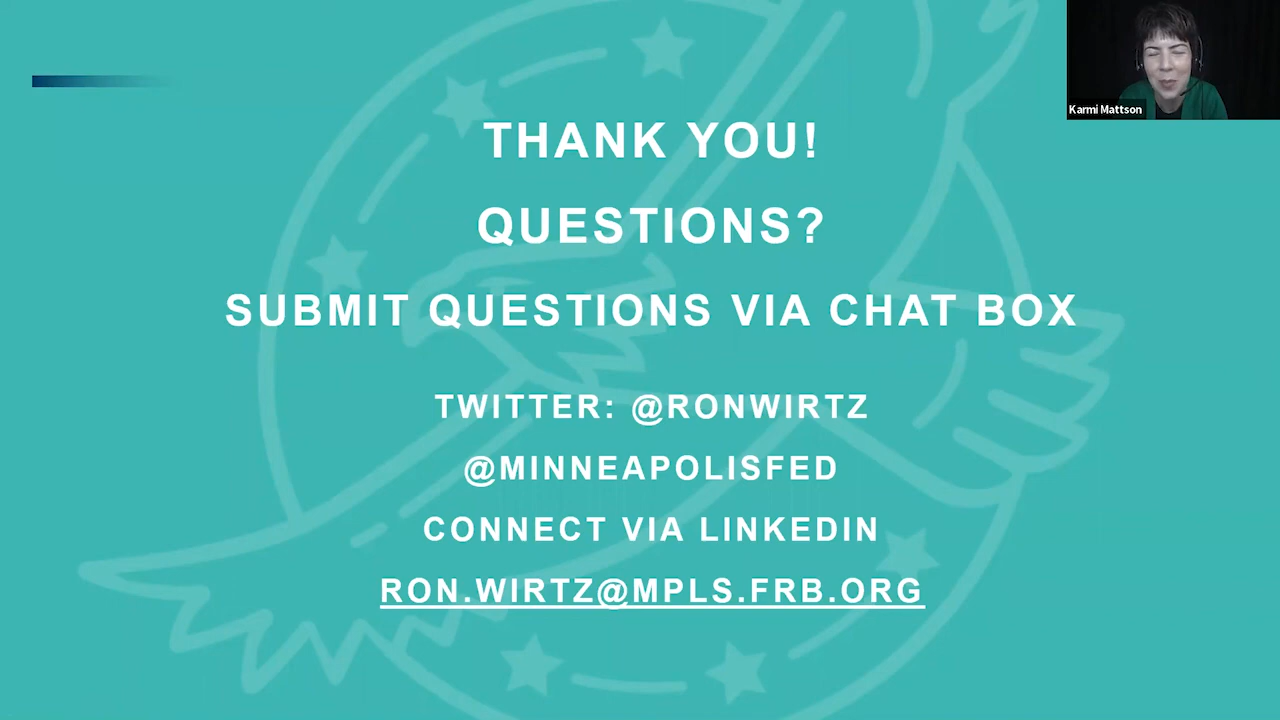 Karmi Mattson
THANK YOU!
QUESTIONS?
SUBMIT QUESTIONS VIA CHAT BOX
TWITTER: @RONWIRTZ
@MINNEAPOLISFED
CONNECT VIA LINKEDIN
RON.WIRTZ@MPLS.FRB.ORG